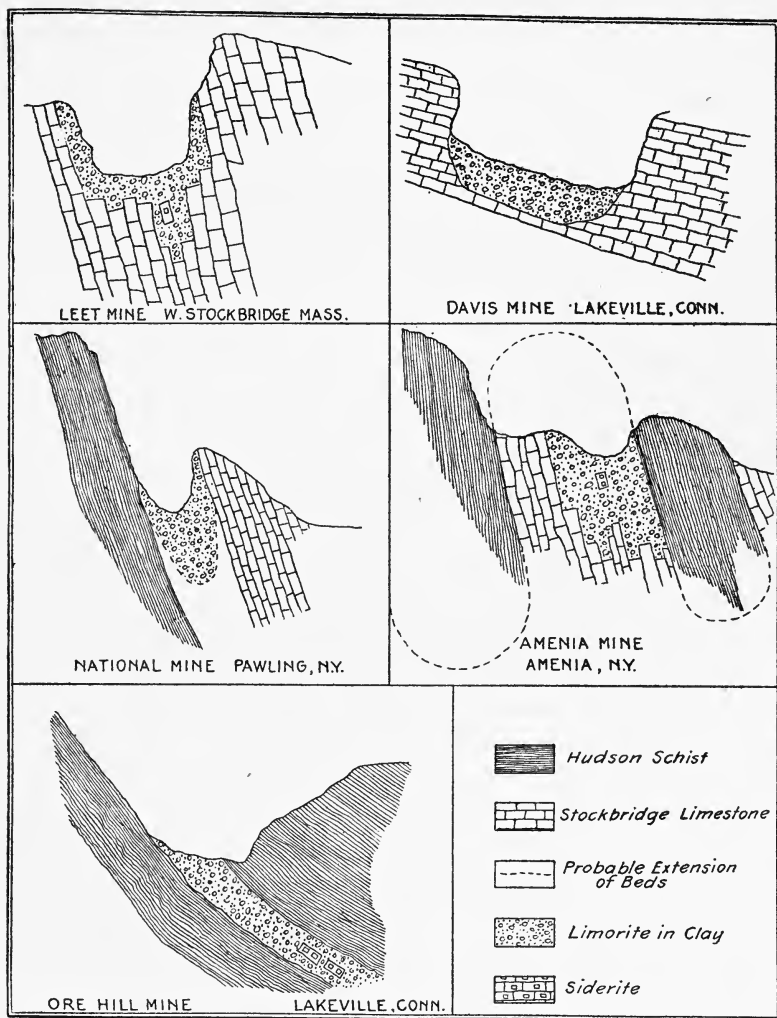 LEET MINE W. STOCKBRIDGE MASS.
DAVIS MINE LAKEVILLE, CONN.
NATIONAL MINE PAWLING, N.Y.
AMENIA MINE
AMENIA, N.Y.
ORE HILL MINE LAKEVILLE, CONN.
Hudson Schist
Stockbridge Limestone
Probable Extension
of Beds
Limorite in Clay
Siderite